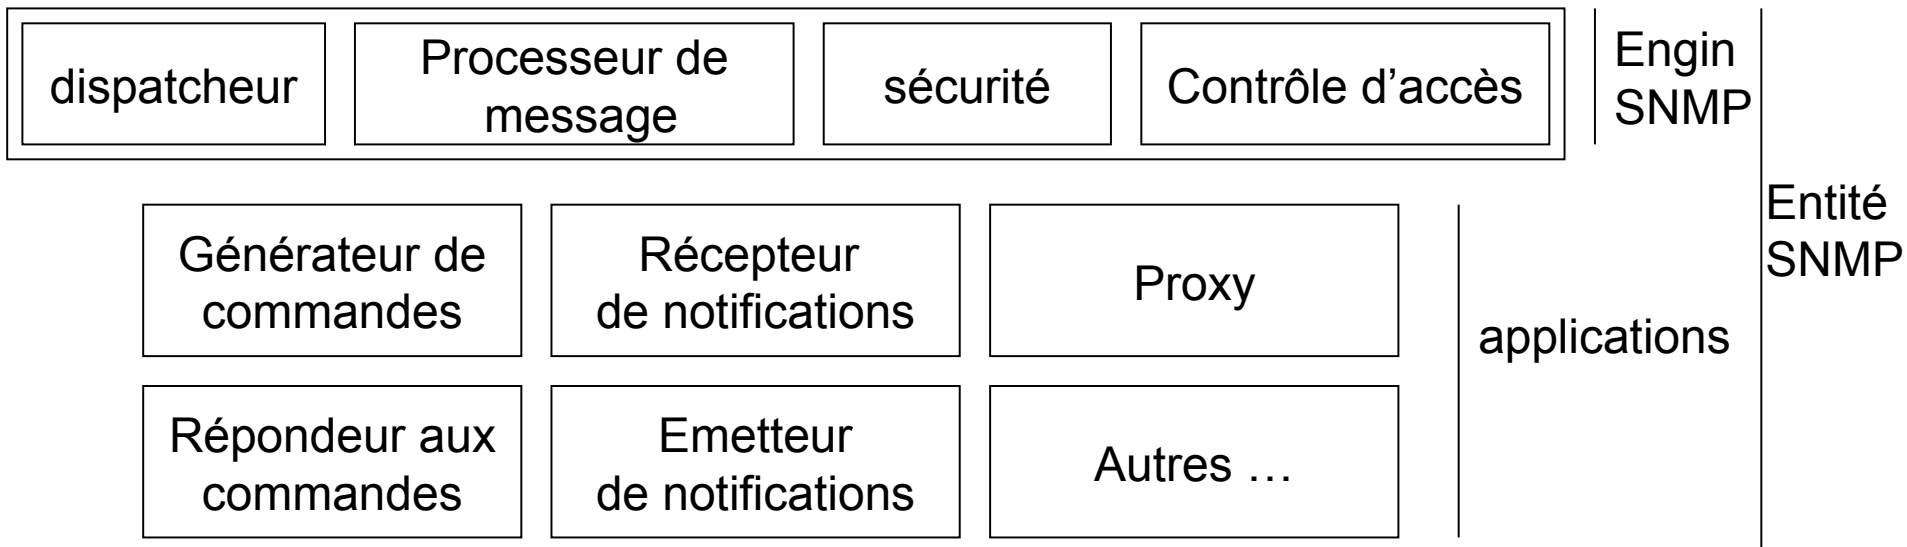 dispatcheur
Processeur de
message
sécurité
Contrôle d’accès
Engin
SNMP
Entité
SNMP
Générateur de
commandes
Récepteur
de notifications
Proxy
applications
Répondeur aux
commandes
Emetteur
de notifications
Autres …